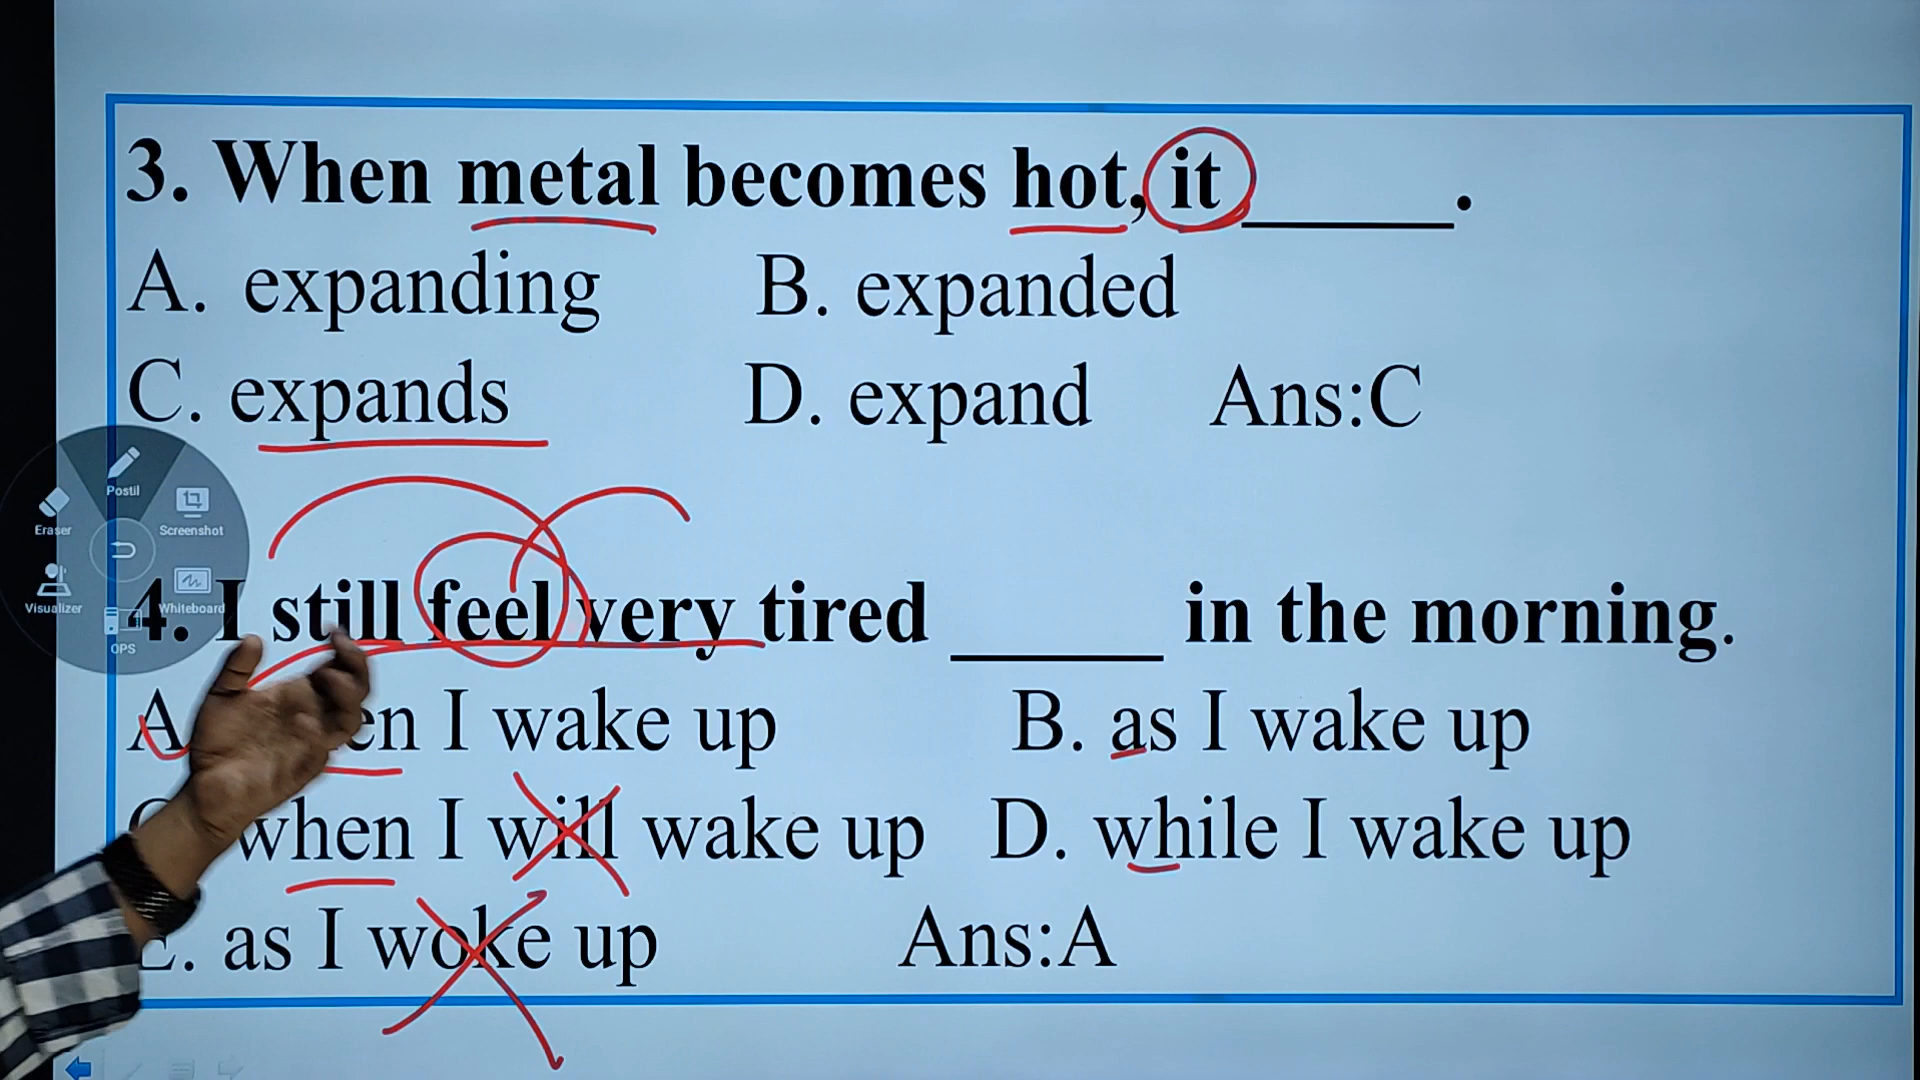 3. When metal becomes hot, it ______.
A. expanding B. expanded
C. expands D. expand Ans:C
Postil
Eraser Screenshot
Visualizer Whiteboard
OPS
4. I still feel very tired ______ in the morning.
A I wake up B. as I wake up
when I will wake up D. while I wake up
E. as I woke up Ans:A